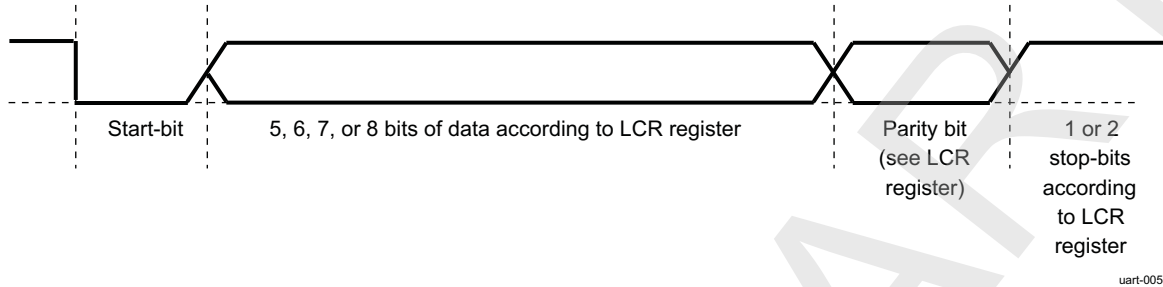 Start-bit
5, 6, 7, or 8 bits of data according to LCR register
Parity bit
(see LCR
register)
1 or 2
stop-bits
according
to LCR
register
uart-005